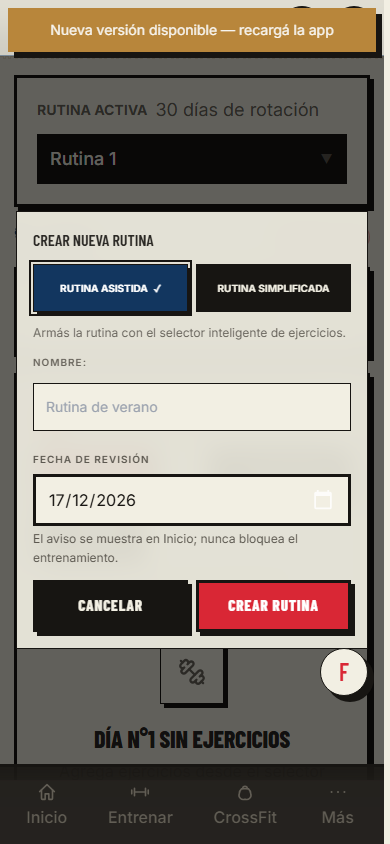 Nueva versión disponible — recargá la app
RUTINA ACTIVA 30 días de rotación
Rutina 1
CREAR NUEVA RUTINA
RUTINA ASISTIDA ✓
RUTINA SIMPLIFICADA
Armás la rutina con el selector inteligente de ejercicios.
NOMBRE:
Rutina de verano
FECHA DE REVISIÓN
17/12/2026
El aviso se muestra en Inicio; nunca bloquea el
entrenamiento.
CANCELAR
CREAR RUTINA
F
DÍA N°1 SIN EJERCICIOS
Inicio
Entrenar
CrossFit
Más